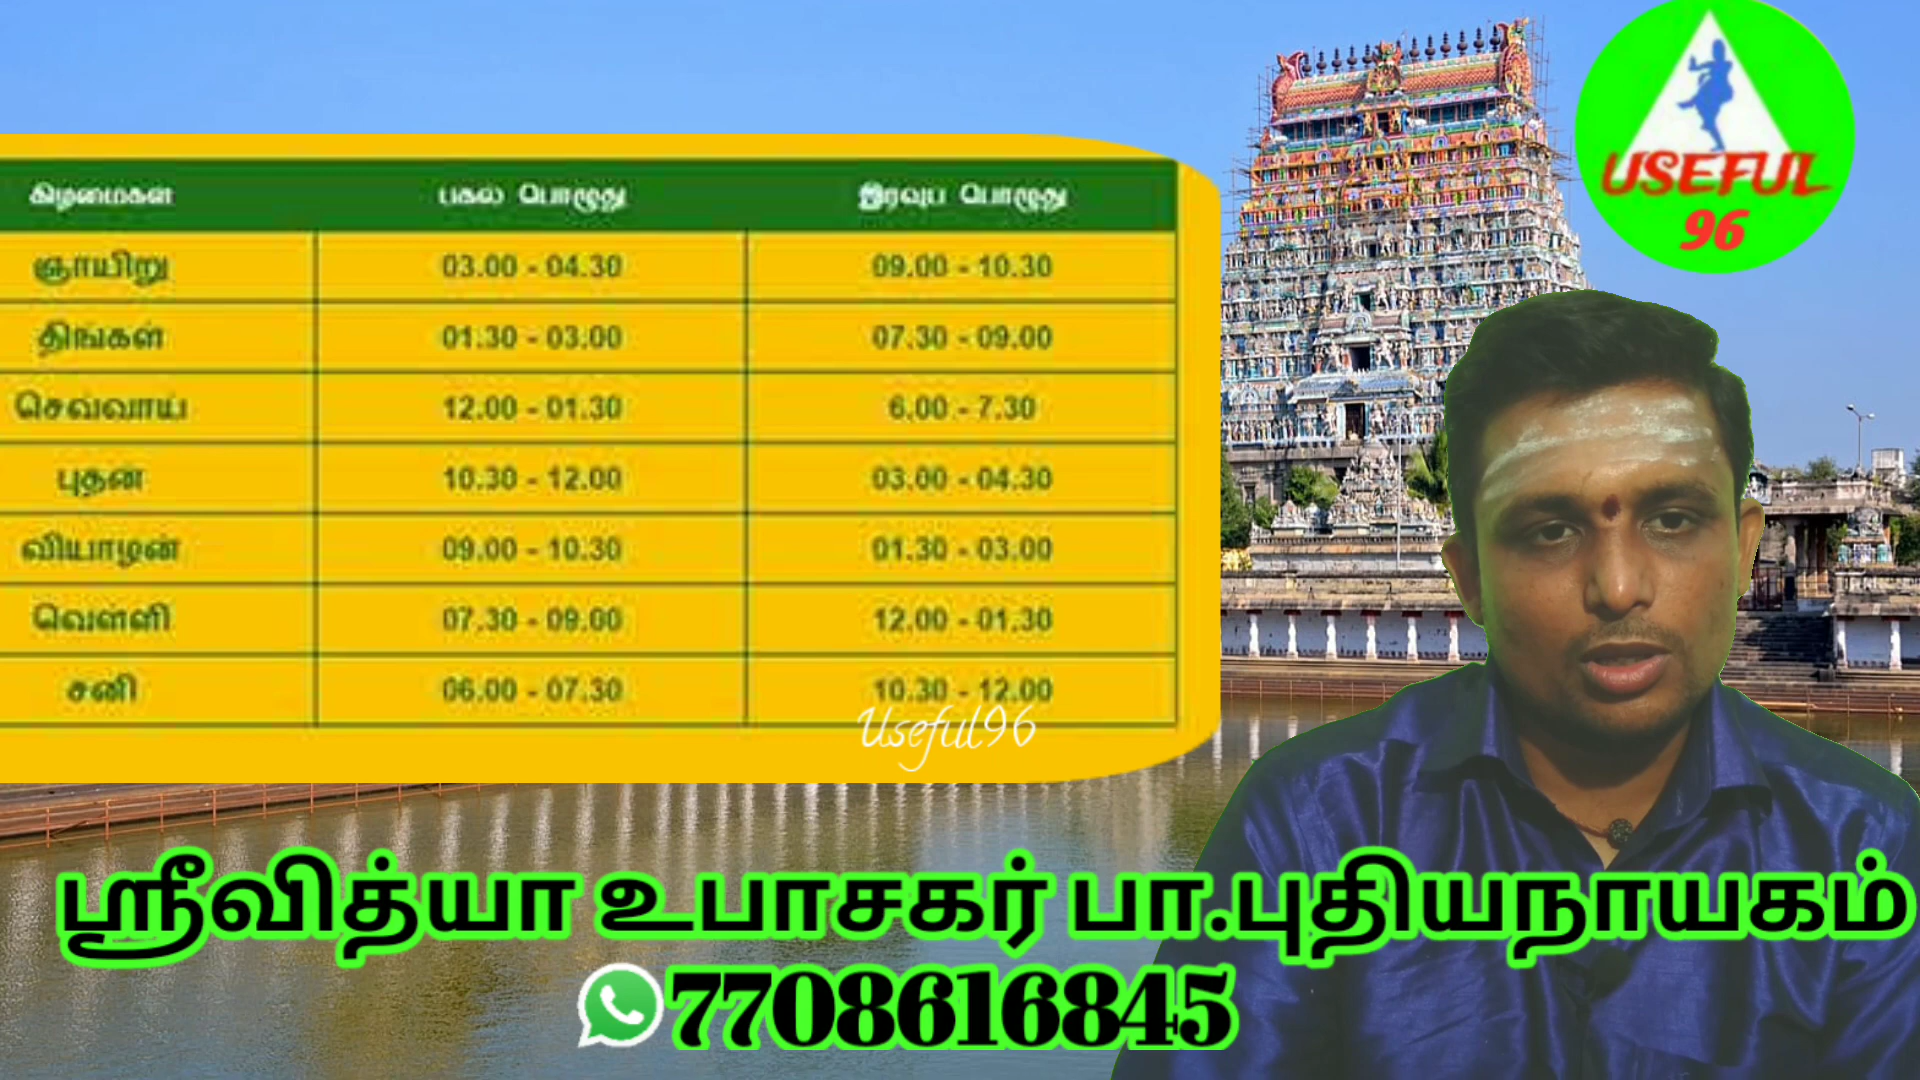 USEFUL
96
கிழமைகள் பகல் பொழுது இரவுப் பொழுது
ஞாயிறு 03.00 - 04.30 09.00 - 10.30
திங்கள் 01.30 - 03.00 07.30 - 09.00
செவ்வாய் 12.00 - 01.30 6.00 - 7.30
புதன் 10.30 - 12.00 03.00 - 04.30
வியாழன் 09.00 - 10.30 01.30 - 03.00
வெள்ளி 07.30 - 09.00 12.00 - 01.30
சனி 06.00 - 07.30 10.30 - 12.00
Useful96
ஸ்ரீவித்யா உபாசகர் பா.புதியநாயகம்
7708616845